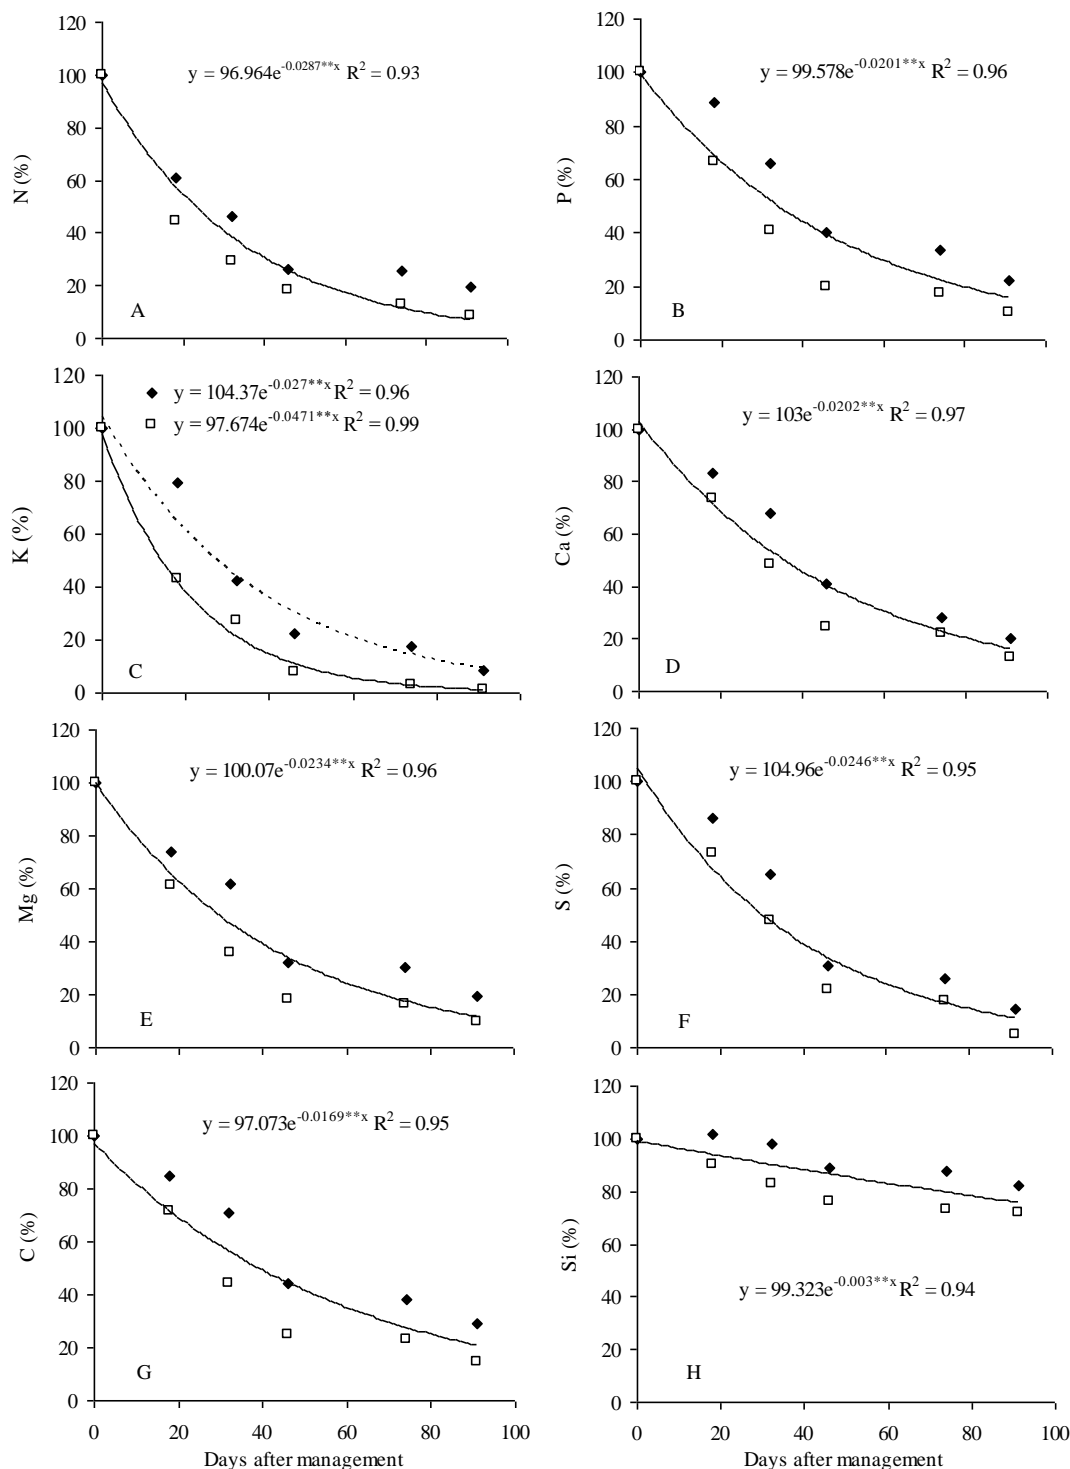 120
100
80
60
40
20
0
N (%)
y = 96.964e^-0.0287**x R² = 0.93
A
120
100
80
60
40
20
0
P (%)
y = 99.578e^-0.0201**x R² = 0.96
B
120
100
80
60
40
20
0
K (%)
y = 104.37e^-0.027**x R² = 0.96
y = 97.674e^-0.0471**x R² = 0.99
C
120
100
80
60
40
20
0
Ca (%)
y = 103e^-0.0202**x R² = 0.97
D
120
100
80
60
40
20
0
Mg (%)
y = 100.07e^-0.0234**x R² = 0.96
E
120
100
80
60
40
20
0
S (%)
y = 104.96e^-0.0246**x R² = 0.95
F
120
100
80
60
40
20
0
C (%)
y = 97.073e^-0.0169**x R² = 0.95
G
0 20 40 60 80 100
Days after management
120
100
80
60
40
20
0
Si (%)
y = 99.323e^-0.003**x R² = 0.94
H
0 20 40 60 80 100
Days after management